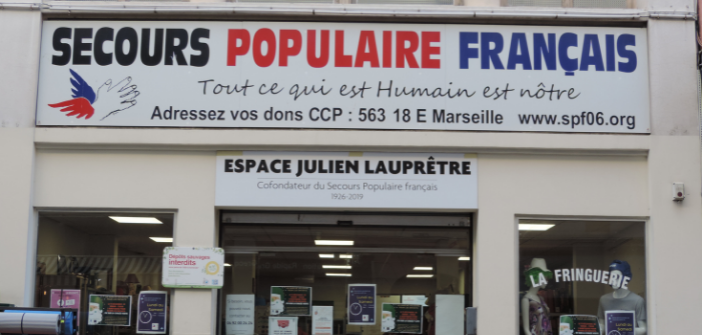 SECOURS POPULAIRE FRANÇAIS
Tout ce qui est Humain est nôtre
Adressez vos dons CCP : 563 18 E Marseille www.spf06.org
ESPACE JULIEN LAUPRÊTRE
Cofondateur du Secours Populaire français
1926-2019
interdits
LA FRINGUERIE